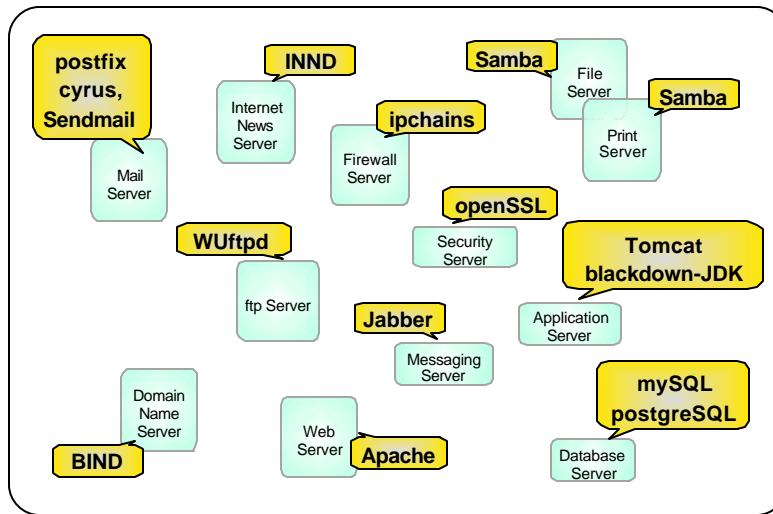 postfix
cyrus,
Sendmail
Mail
Server
INND
Internet
News
Server
ipchains
Firewall
Server
Samba
File
Server
Samba
Print
Server
openSSL
Security
Server
WUftpd
ftp Server
Tomcat
blackdown-JDK
Application
Server
Jabber
Messaging
Server
Domain
Name
Server
BIND
Web
Server
Apache
mySQL
postgreSQL
Database
Server